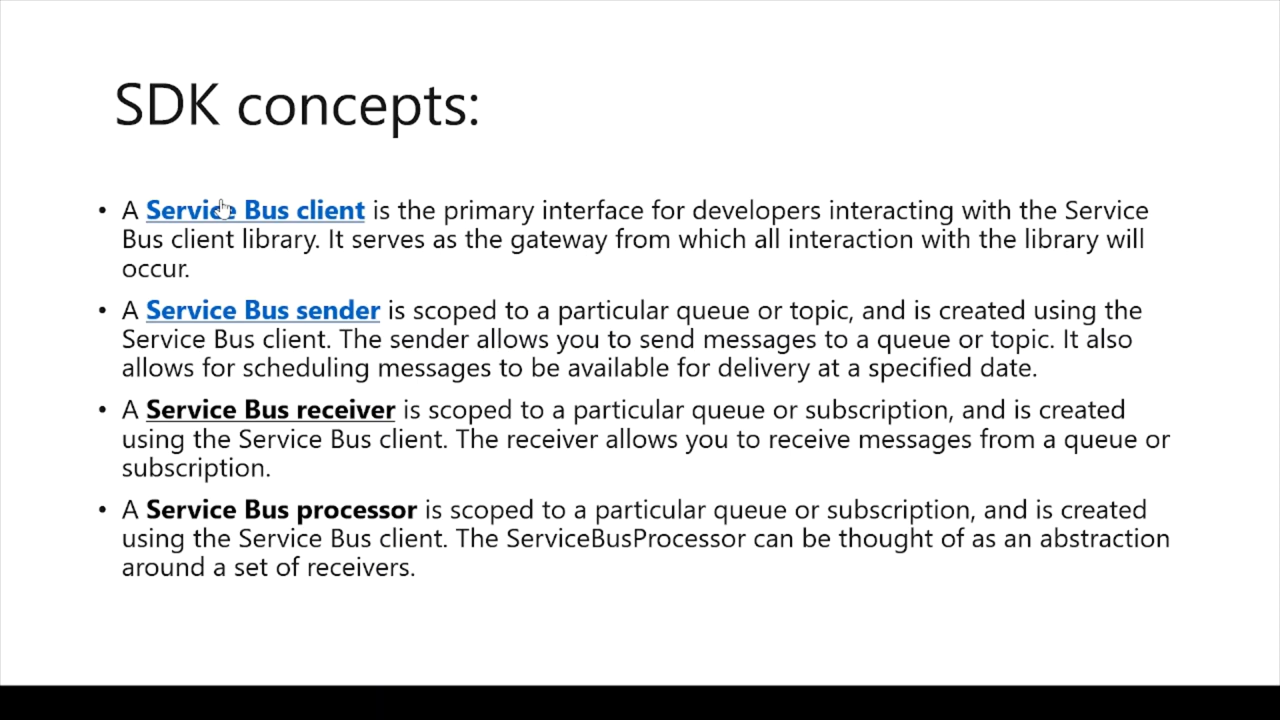 SDK concepts:
• A Service Bus client is the primary interface for developers interacting with the Service
Bus client library. It serves as the gateway from which all interaction with the library will
occur.
• A Service Bus sender is scoped to a particular queue or topic, and is created using the
Service Bus client. The sender allows you to send messages to a queue or topic. It also
allows for scheduling messages to be available for delivery at a specified date.
• A Service Bus receiver is scoped to a particular queue or subscription, and is created
using the Service Bus client. The receiver allows you to receive messages from a queue or
subscription.
• A Service Bus processor is scoped to a particular queue or subscription, and is created
using the Service Bus client. The ServiceBusProcessor can be thought of as an abstraction
around a set of receivers.